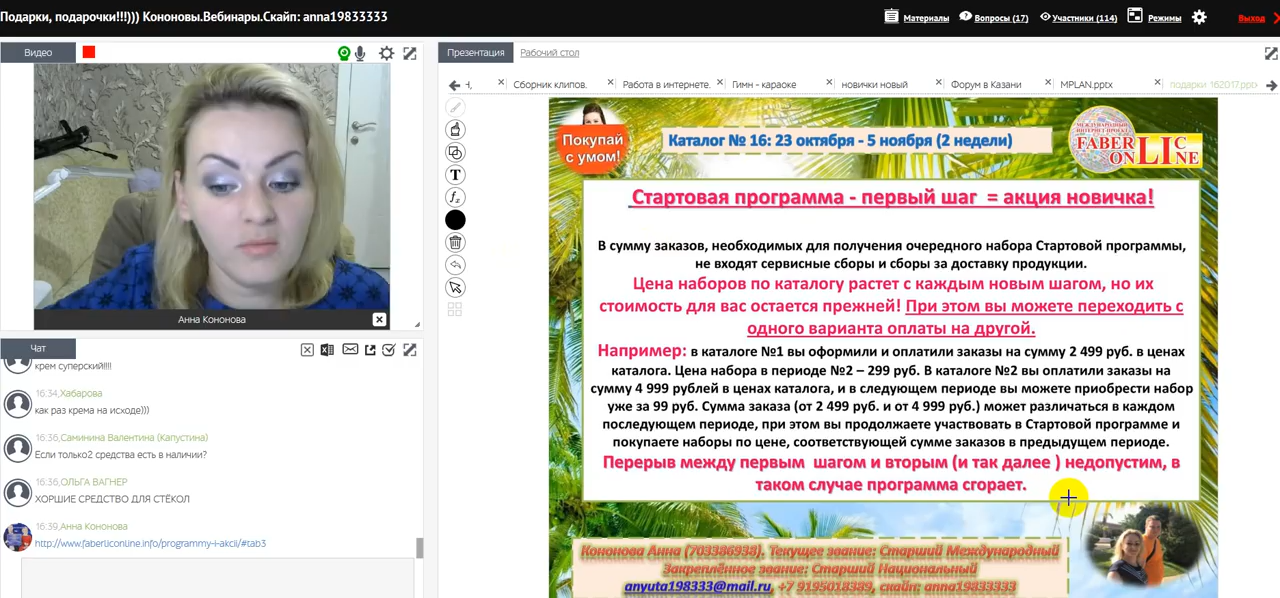 Подарки, подарочки!!!))) Кононовы.Вебинары.Скайп: anna19833333
Материалы
Вопросы (17)
Участники (114)
Режимы
Выход
Видео
Анна Кононова
Чат
крем суперский!!!!
16:34,Хабарова
как раз крема на исходе)))
16:36,Саминина Валентина (Капустина)
Если только2 средства есть в наличии?
16:36,ОЛЬГА ВАГНЕР
ХОРШИЕ СРЕДСТВО ДЛЯ СТЁКОЛ
16:39,Анна Кононова
http://www.faberliconline.info/programmy-i-akcii/#tab3
Презентация
Рабочий стол
Сборник клипов.
Работа в интернете.
Гимн - караоке
новички новый
Форум в Казани
MPLAN.pptx
подарки 162017.ppt
Покупай
с умом!
Каталог № 16: 23 октября - 5 ноября (2 недели)
МЕЖДУНАРОДНЫЙ
ИНТЕРНЕТ-ПРОЕКТ
FABERLIC
ONLINE
Стартовая программа - первый шаг = акция новичка!
В сумму заказов, необходимых для получения очередного набора Стартовой программы,
не входят сервисные сборы и сборы за доставку продукции.
Цена наборов по каталогу растет с каждым новым шагом, но их
стоимость для вас остается прежней! При этом вы можете переходить с
одного варианта оплаты на другой.
Например: в каталоге №1 вы оформили и оплатили заказы на сумму 2 499 руб. в ценах
каталога. Цена набора в периоде №2 – 299 руб. В каталоге №2 вы оплатили заказы на
сумму 4 999 рублей в ценах каталога, и в следующем периоде вы можете приобрести набор
уже за 99 руб. Сумма заказа (от 2 499 руб. и от 4 999 руб.) может различаться в каждом
последующем периоде, при этом вы продолжаете участвовать в Стартовой программе и
покупаете наборы по цене, соответствующей сумме заказов в предыдущем периоде.
Перерыв между первым шагом и вторым (и так далее ) недопустим, в
таком случае программа сгорает.
Кононова Анна (703386938). Текущее звание: Старший Международный
Закреплённое звание: Старший Национальный
anyuta198333@mail.ru, +7 9195018389, скайп: anna19833333